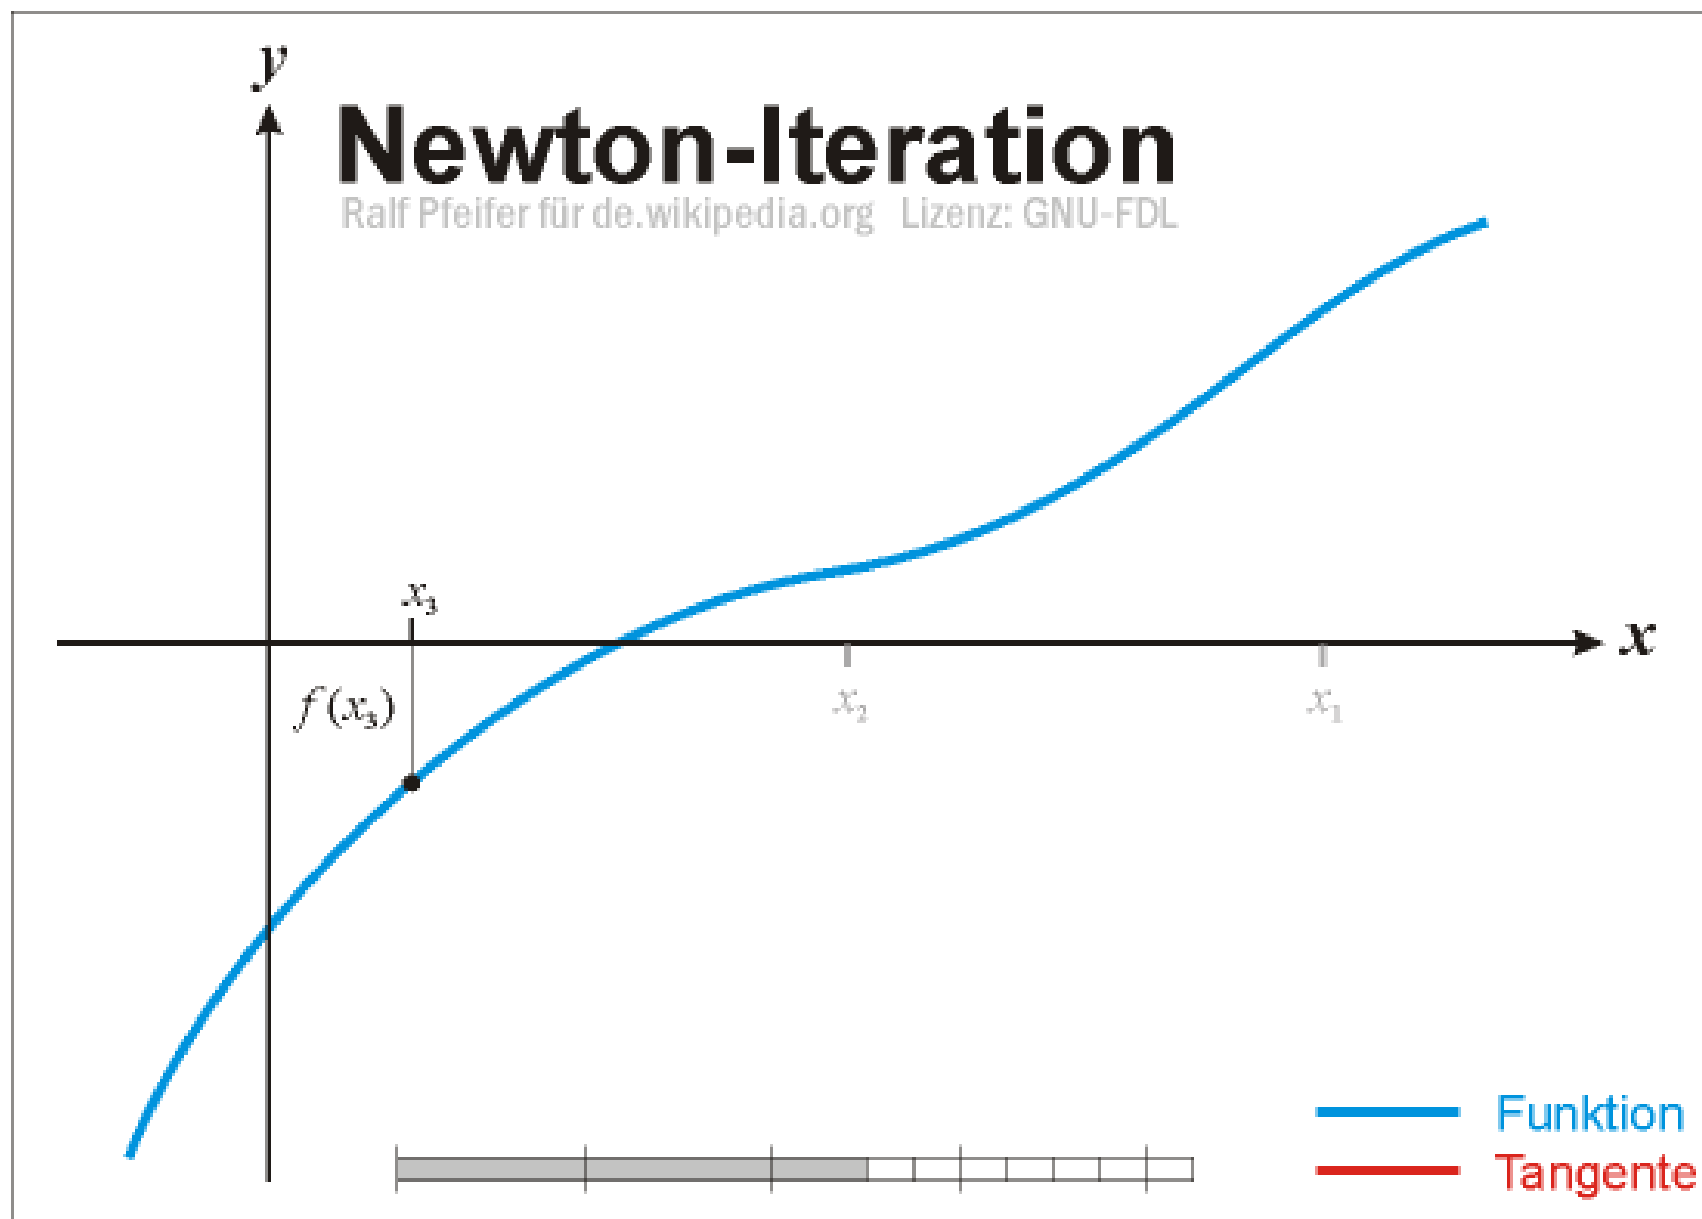 y
Newton-Iteration
Ralf Pfeifer für de.wikipedia.org Lizenz: GNU-FDL
x₃
x
f(x₃)
x₂
x₁
Funktion
Tangente